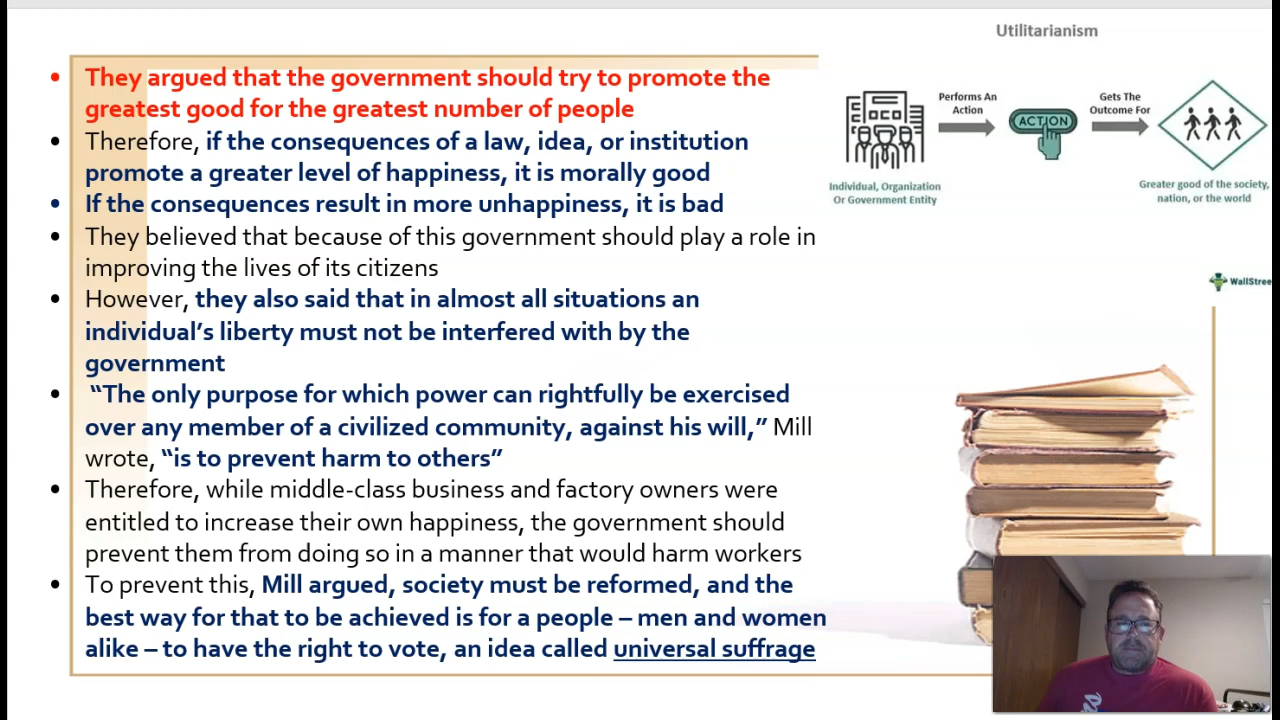 Utilitarianism
• They argued that the government should try to promote the
greatest good for the greatest number of people
• Therefore, if the consequences of a law, idea, or institution
promote a greater level of happiness, it is morally good
• If the consequences result in more unhappiness, it is bad
• They believed that because of this government should play a role in
improving the lives of its citizens
• However, they also said that in almost all situations an
individual’s liberty must not be interfered with by the
government
• “The only purpose for which power can rightfully be exercised
over any member of a civilized community, against his will,” Mill
wrote, “is to prevent harm to others”
• Therefore, while middle-class business and factory owners were
entitled to increase their own happiness, the government should
prevent them from doing so in a manner that would harm workers
• To prevent this, Mill argued, society must be reformed, and the
best way for that to be achieved is for a people – men and women
alike – to have the right to vote, an idea called universal suffrage
Performs An
Action
ACTION
Gets The
Outcome For
Individual, Organization
Or Government Entity
Greater good of the society,
nation, or the world
WallStree